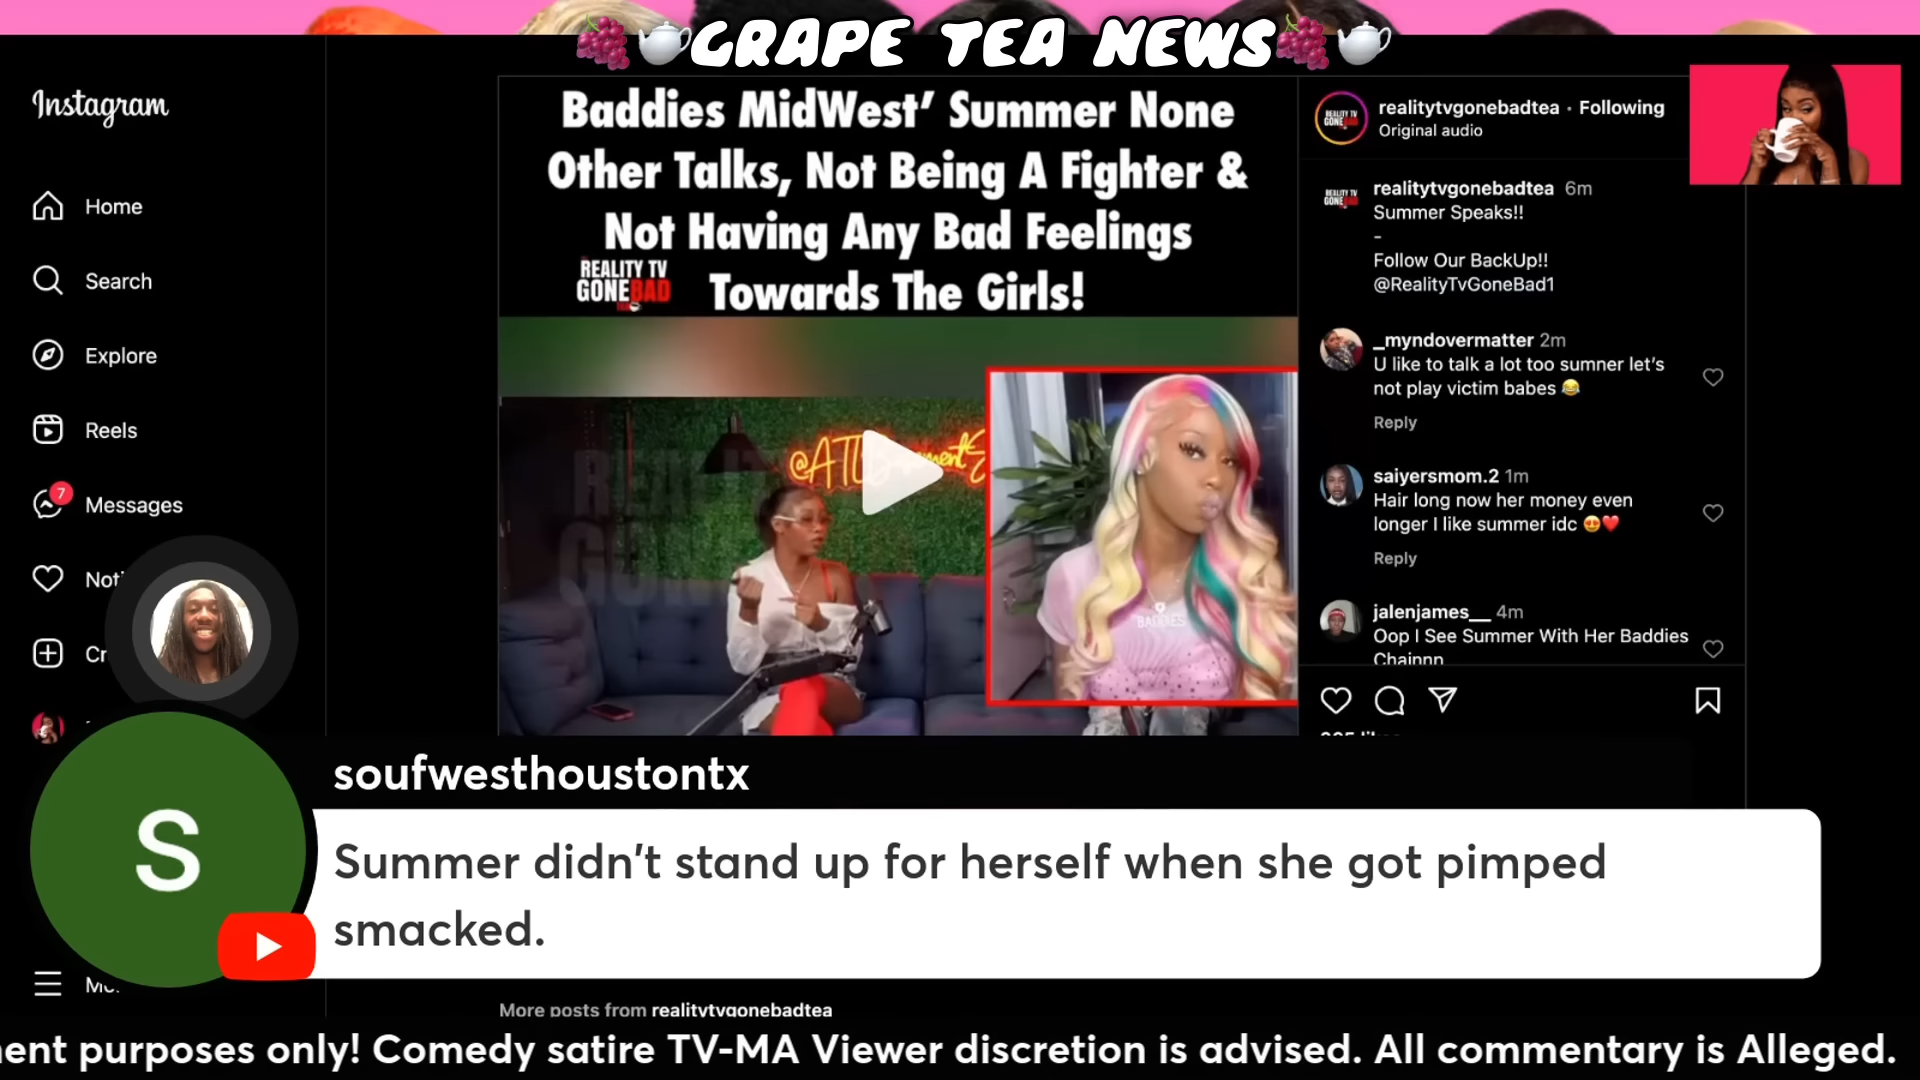 GRAPE TEA NEWS
Instagram
Home
Search
Explore
Reels
7
Messages
Baddies MidWest' Summer None
Other Talks, Not Being A Fighter &
Not Having Any Bad Feelings
Towards The Girls!
REALITY TV
GONEBAD
realitytvgonebadtea · Following
Original audio
realitytvgonebadtea 6m
Summer Speaks!!
-
Follow Our BackUp!!
@RealityTvGoneBad1
_myndovermatter 2m
U like to talk a lot too sumner let's
not play victim babes 😂
Reply
saiyersmom.2 1m
Hair long now her money even
longer I like summer idc 😍❤️
Reply
jalenjames__ 4m
Oop I See Summer With Her Baddies
Chainnn
BADDIES
soufwesthoustontx
S
Summer didn't stand up for herself when she got pimped
smacked.
More posts from realitytvgonebadtea
ent purposes only! Comedy satire TV-MA Viewer discretion is advised. All commentary is Alleged.